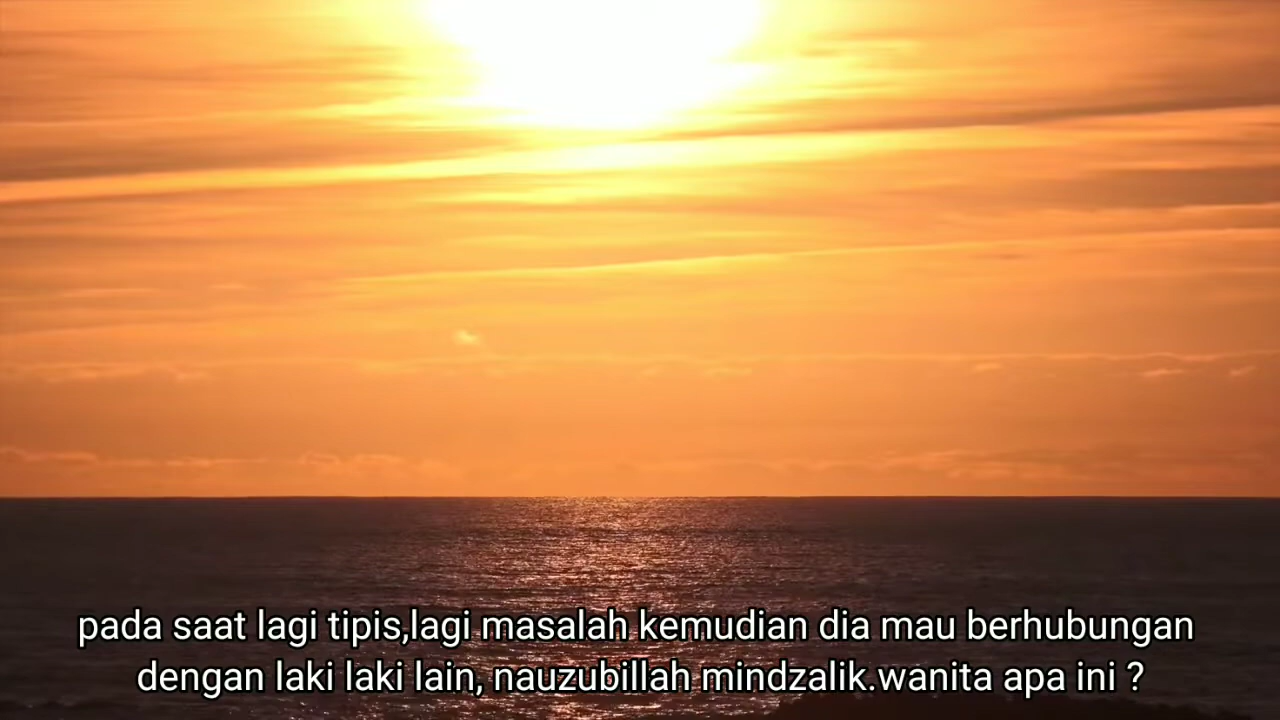 pada saat lagi tipis,lagi masalah kemudian dia mau berhubungan
dengan laki laki lain, nauzubillah mindzalik.wanita apa ini ?